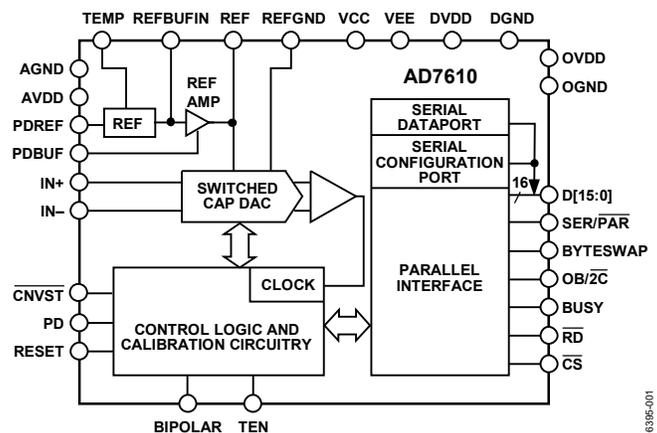 TEMP REFBUFIN REF REFGND VCC VEE DVDD DGND
AGND
AVDD
PDREF
PDBUF
IN+
IN–
CNVST
PD
RESET
REF
REF
AMP
SWITCHED
CAP DAC
CLOCK
CONTROL LOGIC AND
CALIBRATION CIRCUITRY
AD7610
SERIAL
DATAPORT
SERIAL
CONFIGURATION
PORT
16
PARALLEL
INTERFACE
OVDD
OGND
D[15:0]
SER/PAR
BYTESWAP
OB/2C
BUSY
RD
CS
BIPOLAR TEN
6395-001